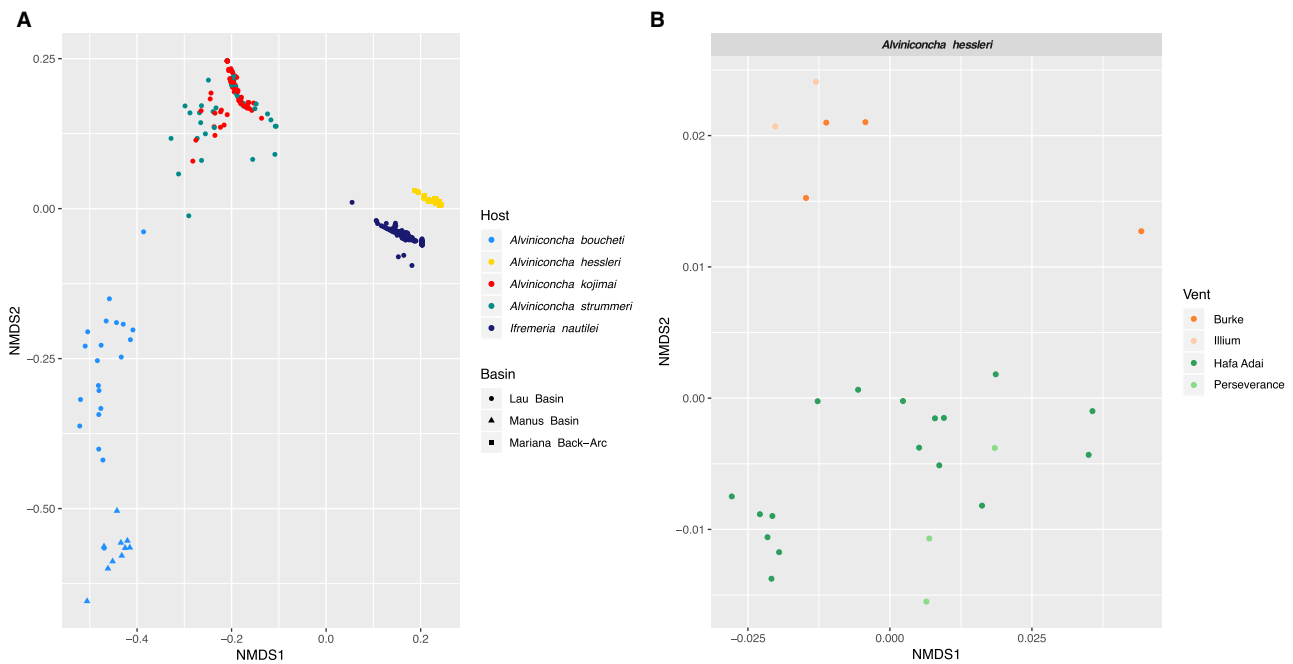 A
0.25
0.00
−0.25
−0.50
−0.4
−0.2
0.0
0.2
NMDS1
NMDS2
Host
Alviniconcha boucheti
Alviniconcha hessleri
Alviniconcha kojimai
Alviniconcha strummeri
Ifremeria nautilei
Basin
Lau Basin
Manus Basin
Mariana Back−Arc
B
Alviniconcha hessleri
0.02
0.01
0.00
−0.01
−0.025
0.000
0.025
NMDS1
NMDS2
Vent
Burke
Illium
Hafa Adai
Perseverance